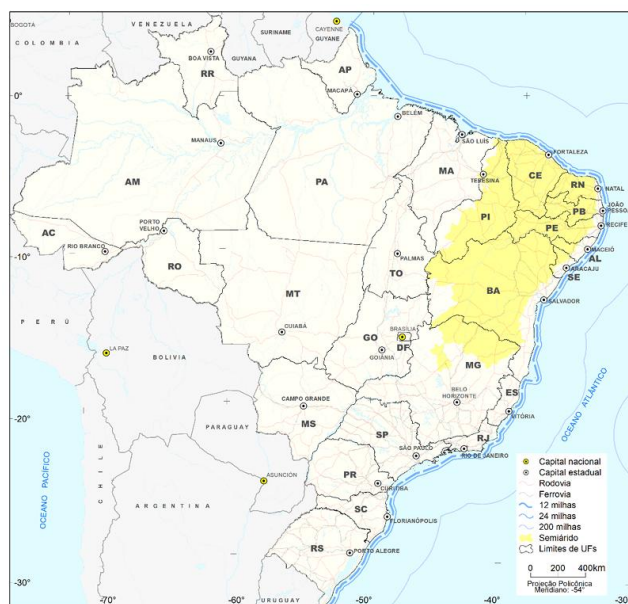 BOGOTA
VENEZUELA
COLOMBIA
SURINAME
CAYENNE
GUYANE
GUYANA
BOA VISTA
RR
AP
MACAPÁ
0°
BELÉM
SÃO LUÍS
FORTALEZA
MANAUS
AM
PA
MA
TERESINA
CE
RN
NATAL
PB
JOÃO
PESSOA
PI
PE
RECIFE
AC
PORTO
VELHO
RIO BRANCO
RO
PALMAS
TO
MACEIÓ
AL
ARACAJU
SE
-10°
MT
BA
SALVADOR
PERÚ
CUIABÁ
GO
BRASÍLIA
DF
GOIÂNIA
LA PAZ
BOLIVIA
MG
BELO
HORIZONTE
ES
VITÓRIA
CAMPO GRANDE
MS
-20°
SP
RJ
SÃO PAULO
RIO DE JANEIRO
OCEANO ATLÂNTICO
PARAGUAY
ASUNCIÓN
PR
CURITIBA
SC
FLORIANÓPOLIS
CHILE
ARGENTINA
OCEANO PACÍFICO
RS
PORTO ALEGRE
URUGUAY
-30°
-70°
-60°
-50°
-40°
-30°
Capital nacional
Capital estadual
Rodovia
Ferrovia
12 milhas
24 milhas
200 milhas
Semiárido
Limites de UFs
0 200 400km
Projeção Policônica
Meridiano: -54°